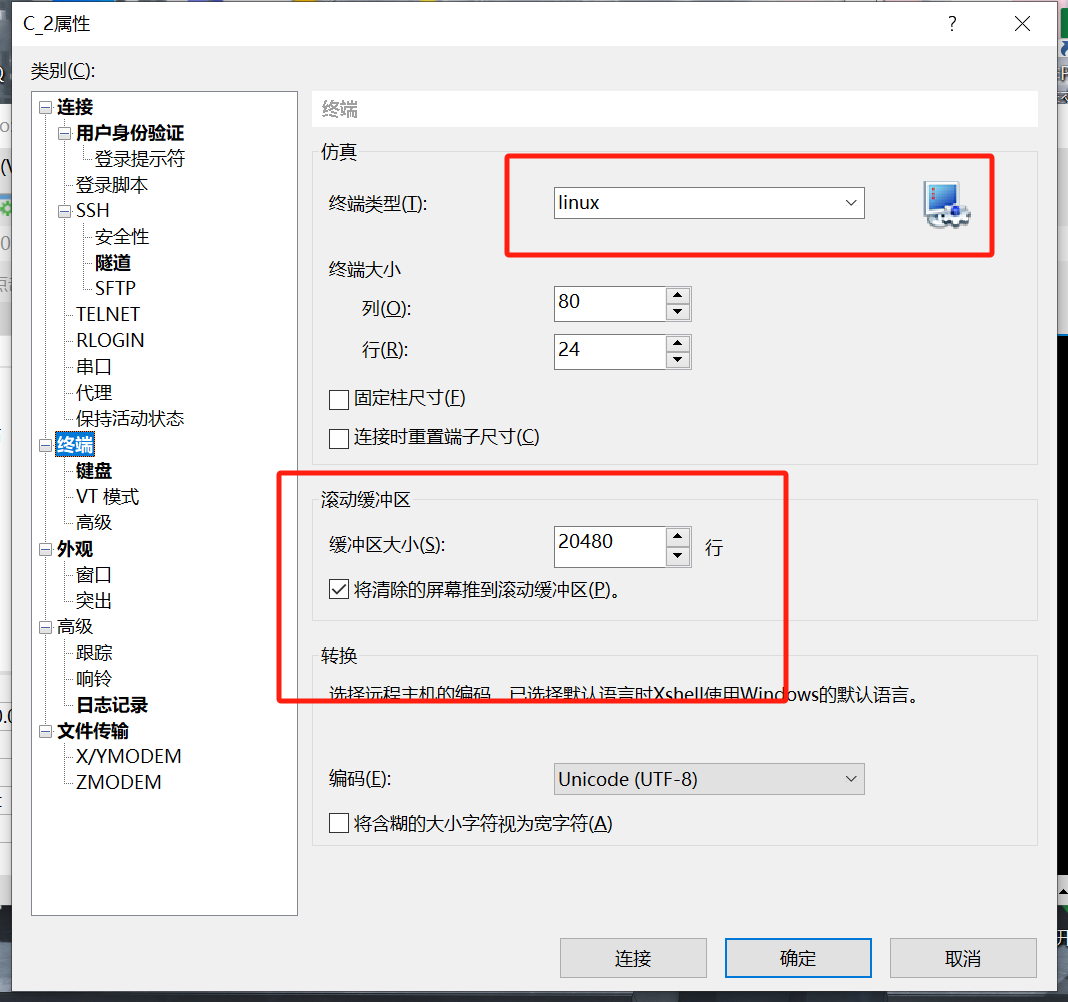 C_2属性
?
类别(C):
连接
用户身份验证
登录提示符
登录脚本
SSH
安全性
隧道
SFTP
TELNET
RLOGIN
串口
代理
保持活动状态
终端
键盘
VT 模式
高级
外观
窗口
突出
高级
跟踪
响铃
日志记录
文件传输
X/YMODEM
ZMODEM
终端
仿真
终端类型(T):
linux
终端大小
列(O):
80
行(R):
24
固定柱尺寸(F)
连接时重置端子尺寸(C)
滚动缓冲区
缓冲区大小(S):
20480
行
将清除的屏幕推到滚动缓冲区(P)。
转换
选择远程主机的编码，已选择默认语言时Xshell使用Windows的默认语言。
编码(E):
Unicode (UTF-8)
将含糊的大小字符视为宽字符(A)
连接
确定
取消